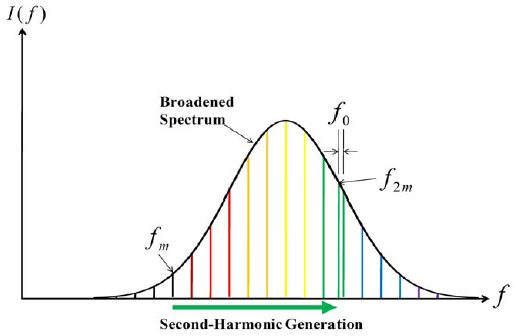 I(f)
Broadened
Spectrum
f₀
f₂ₘ
fₘ
f
Second-Harmonic Generation